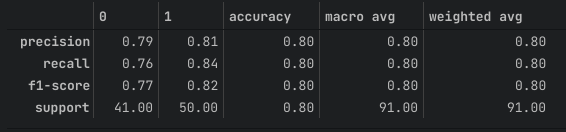 0 1 accuracy macro avg weighted avg
precision 0.79 0.81 0.80 0.80 0.80
recall 0.76 0.84 0.80 0.80 0.80
f1-score 0.77 0.82 0.80 0.80 0.80
support 41.00 50.00 0.80 91.00 91.00